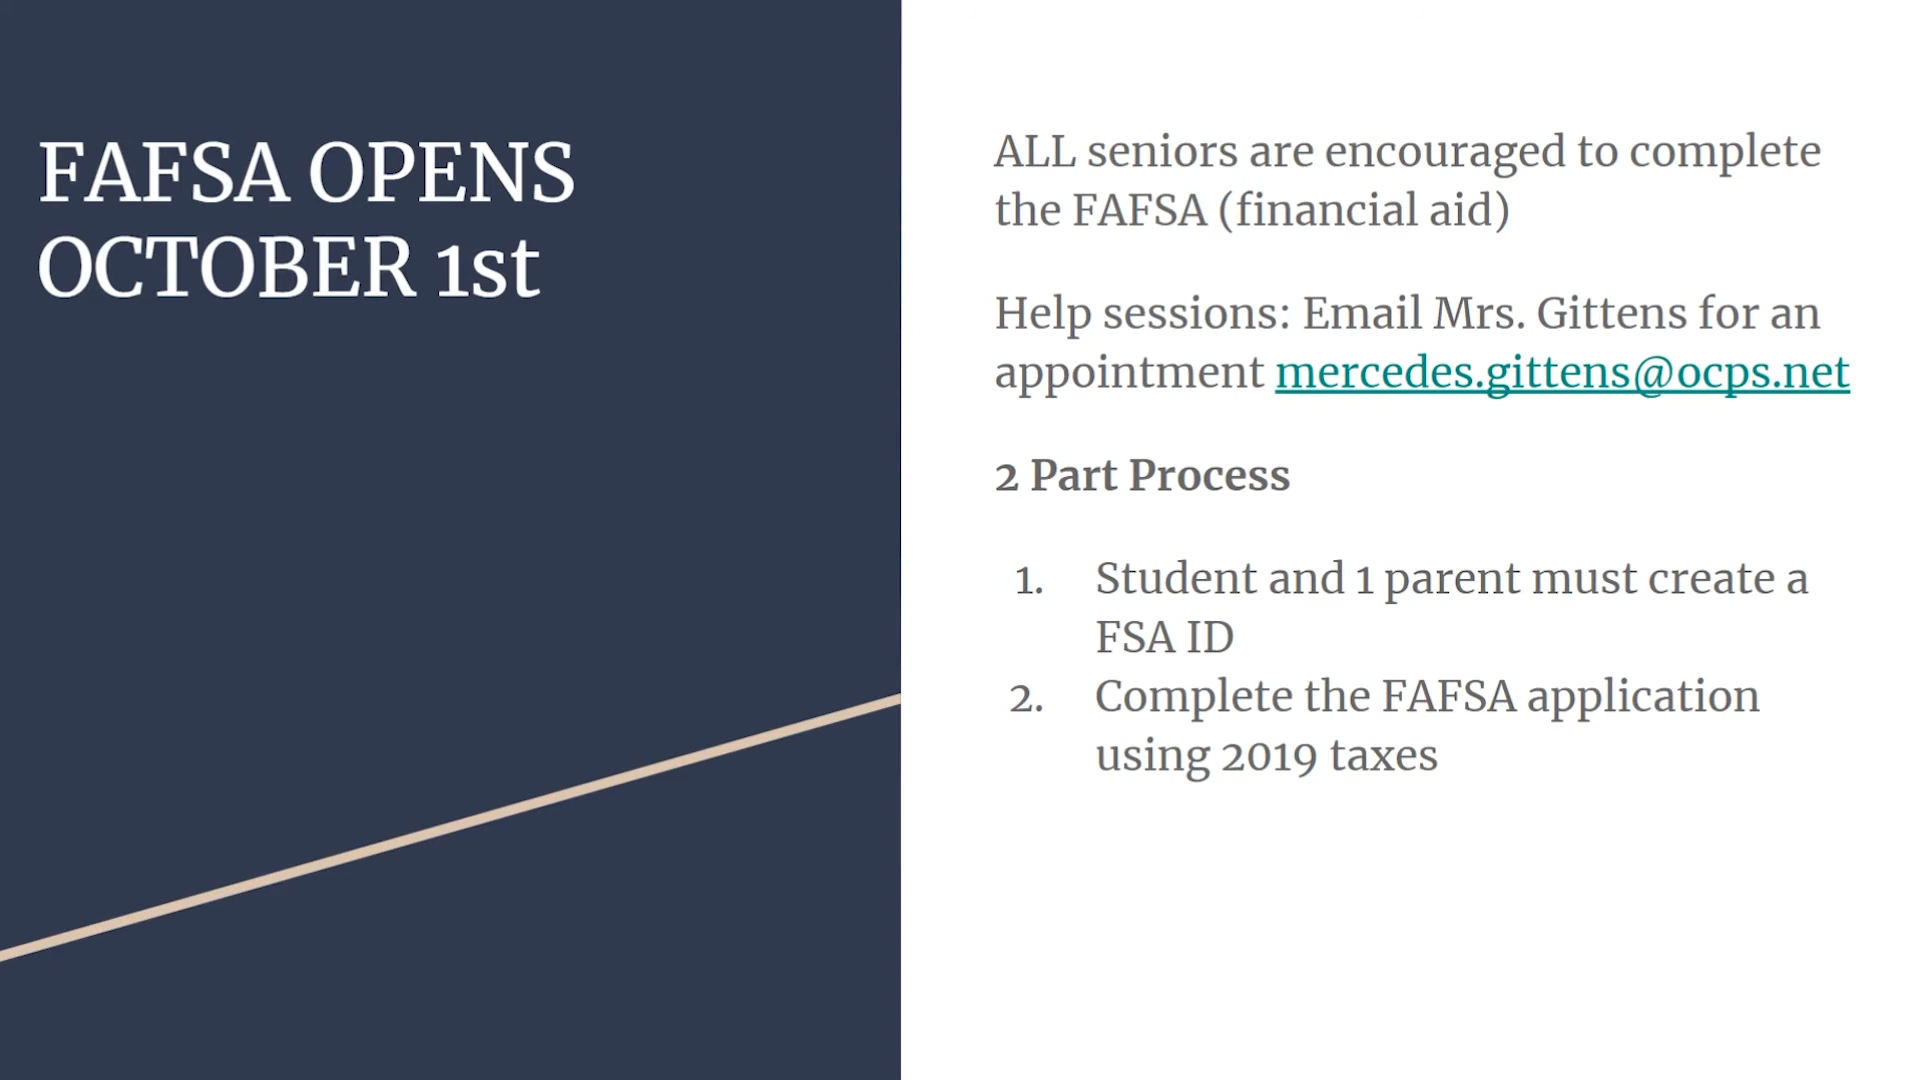 FAFSA OPENS
OCTOBER 1st
ALL seniors are encouraged to complete
the FAFSA (financial aid)
Help sessions: Email Mrs. Gittens for an
appointment mercedes.gittens@ocps.net
2 Part Process
1. Student and 1 parent must create a
FSA ID
2. Complete the FAFSA application
using 2019 taxes